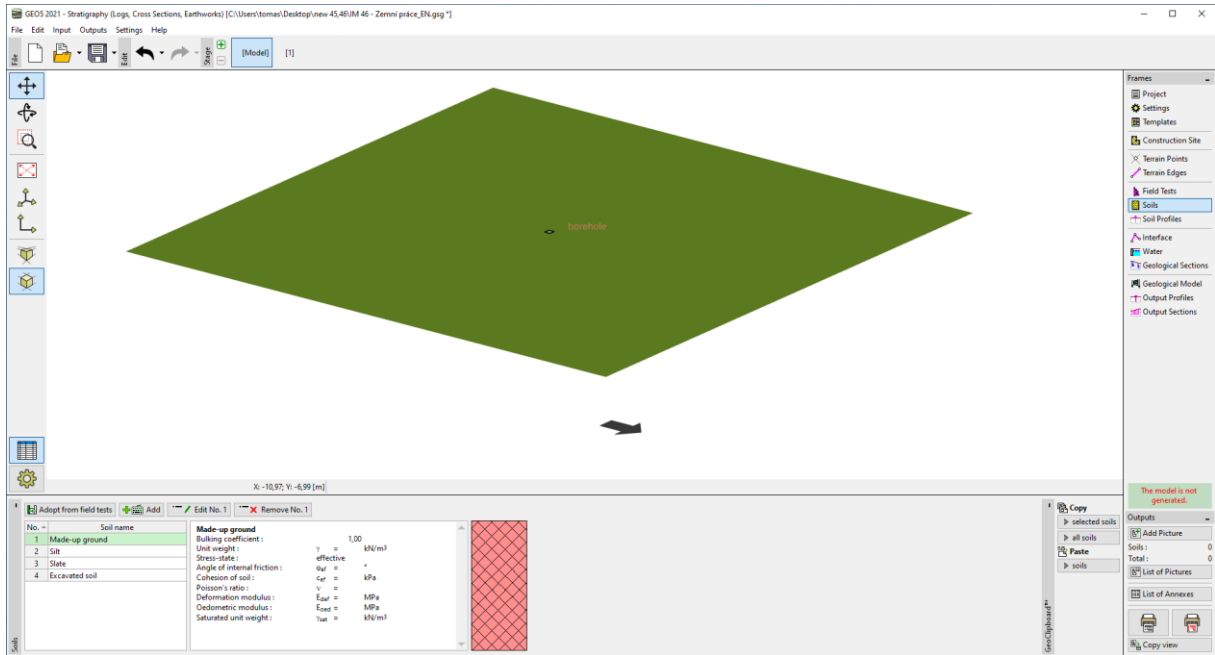 GEO5 2021 - Stratigraphy (Logs, Cross Sections, Earthworks) [C:\Users\tomas\Desktop\new 45,46\IM 46 - Zemní práce_EN.gsg *]
File Edit Input Outputs Settings Help
File
Edit
Stage
[Model] [1]
borehole
X: -10,97; Y: -6,99 [m]
Frames
Project
Settings
Templates
Construction Site
Terrain Points
Terrain Edges
Field Tests
Soils
Soil Profiles
Interface
Water
Geological Sections
Geological Model
Output Profiles
Output Sections
The model is not
generated.
Outputs
Add Picture
Soils : 0
Total : 0
List of Pictures
List of Annexes
Copy view
Soils
Adopt from field tests Add Edit No. 1 Remove No. 1
No. Soil name
1 Made-up ground
2 Silt
3 Slate
4 Excavated soil
Made-up ground
Bulking coefficient : 1,00
Unit weight : γ = kN/m³
Stress-state : effective
Angle of internal friction : φef = °
Cohesion of soil : cef = kPa
Poisson's ratio : ν =
Deformation modulus : Edef = MPa
Oedometric modulus : Eoed = MPa
Saturated unit weight : γsat = kN/m³
GeoClipboard™
Copy
selected soils
all soils
Paste
soils